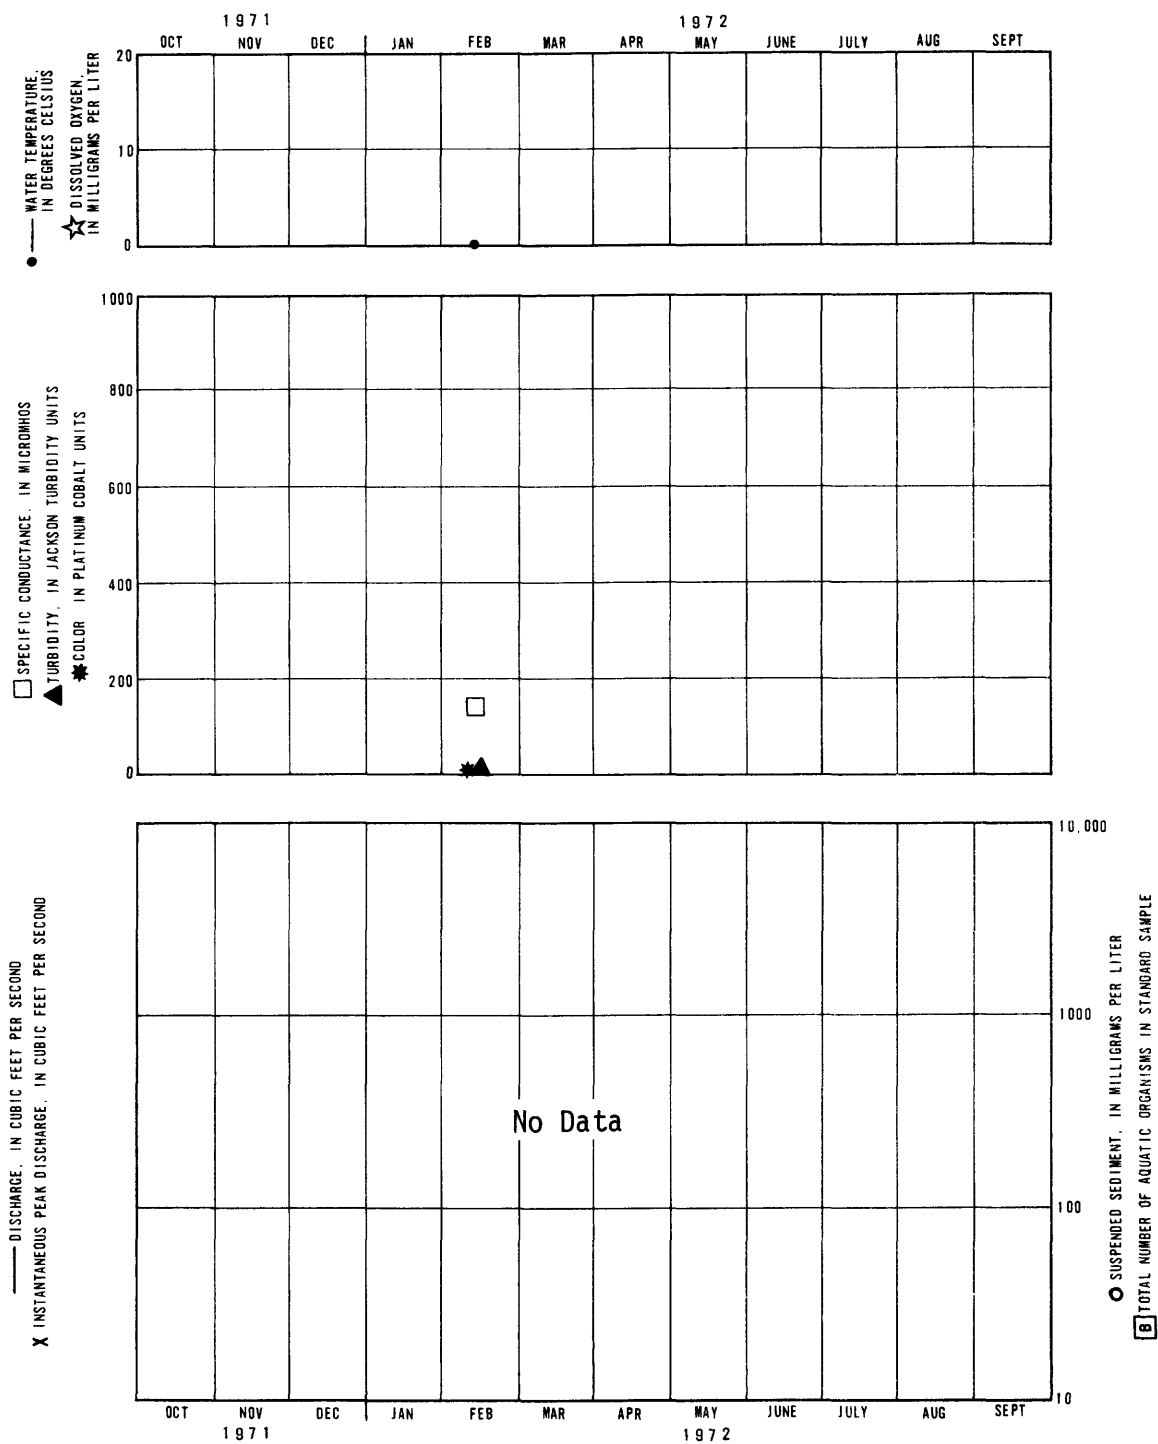 1971 1972
OCT NOV DEC JAN FEB MAR APR MAY JUNE JULY AUG SEPT
WATER TEMPERATURE,
IN DEGREES CELSIUS
DISSOLVED OXYGEN,
IN MILLIGRAMS PER LITER
20
10
0
SPECIFIC CONDUCTANCE, IN MICROMHOS
TURBIDITY, IN JACKSON TURBIDITY UNITS
COLOR IN PLATINUM COBALT UNITS
1000
800
600
400
200
0
DISCHARGE, IN CUBIC FEET PER SECOND
X INSTANTANEOUS PEAK DISCHARGE, IN CUBIC FEET PER SECOND
No Data
10,000
1000
100
10
SUSPENDED SEDIMENT, IN MILLIGRAMS PER LITER
B TOTAL NUMBER OF AQUATIC ORGANISMS IN STANDARD SAMPLE
OCT NOV DEC JAN FEB MAR APR MAY JUNE JULY AUG SEPT
1971 1972